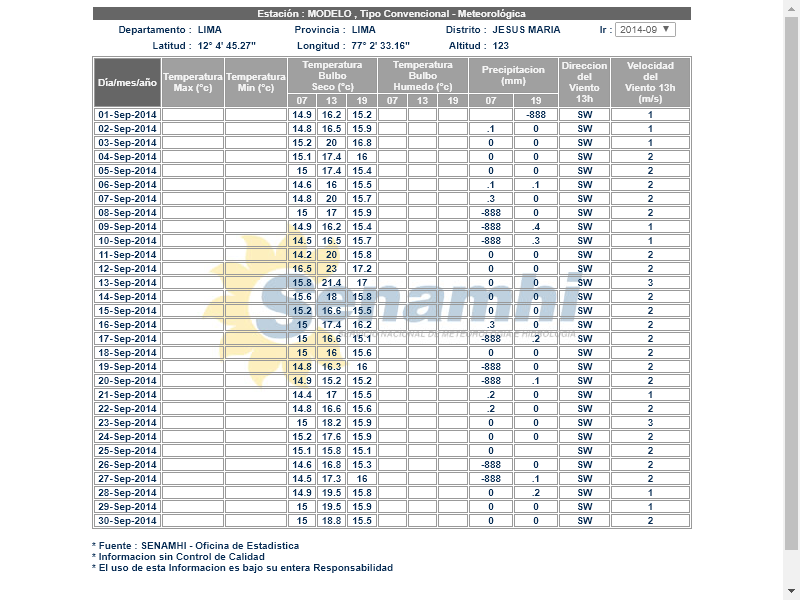 Estación : MODELO , Tipo Convencional - Meteorológica
Departamento : LIMA Provincia : LIMA Distrito : JESUS MARIA Ir : 2014-09
Latitud : 12° 4' 45.27" Longitud : 77° 2' 33.16" Altitud : 123
Día/mes/año Temperatura Max (°c) Temperatura Min (°c) Temperatura Bulbo Seco (°c) Temperatura Bulbo Humedo (°c) Precipitacion (mm) Direccion del Viento 13h Velocidad del Viento 13h (m/s)
07 13 19 07 13 19 07 19
01-Sep-2014 14.9 16.2 15.2 -888 SW 1
02-Sep-2014 14.8 16.5 15.9 .1 0 SW 1
03-Sep-2014 15.2 20 16.8 0 0 SW 1
04-Sep-2014 15.1 17.4 16 0 0 SW 2
05-Sep-2014 15 17.4 15.4 0 0 SW 2
06-Sep-2014 14.6 16 15.5 .1 .1 SW 2
07-Sep-2014 14.8 20 15.7 .3 0 SW 2
08-Sep-2014 15 17 15.9 -888 0 SW 2
09-Sep-2014 14.9 16.2 15.4 -888 .4 SW 1
10-Sep-2014 14.5 16.5 15.7 -888 .3 SW 1
11-Sep-2014 14.2 20 15.8 0 0 SW 2
12-Sep-2014 16.5 23 17.2 0 0 SW 2
13-Sep-2014 15.8 21.4 17 0 0 SW 3
14-Sep-2014 15.6 18 15.8 0 0 SW 2
15-Sep-2014 15.2 16.6 15.5 0 0 SW 2
16-Sep-2014 15 17.4 16.2 .3 0 SW 2
17-Sep-2014 15 16.6 15.1 -888 .2 SW 2
18-Sep-2014 15 16 15.6 0 0 SW 2
19-Sep-2014 14.8 16.3 16 -888 0 SW 2
20-Sep-2014 14.9 15.2 15.2 -888 .1 SW 2
21-Sep-2014 14.4 17 15.5 .2 0 SW 1
22-Sep-2014 14.8 16.6 15.6 .2 0 SW 2
23-Sep-2014 15 18.2 15.9 0 0 SW 3
24-Sep-2014 15.2 17.6 15.9 0 0 SW 2
25-Sep-2014 15.1 15.8 15.1 0 SW 2
26-Sep-2014 14.6 16.8 15.3 -888 0 SW 2
27-Sep-2014 14.5 17.3 16 -888 .1 SW 2
28-Sep-2014 14.9 19.5 15.8 0 .2 SW 1
29-Sep-2014 15 19.5 15.9 0 0 SW 1
30-Sep-2014 15 18.8 15.5 0 0 SW 2
Senamhi
* Fuente : SENAMHI - Oficina de Estadistica
* Informacion sin Control de Calidad
* El uso de esta Informacion es bajo su entera Responsabilidad